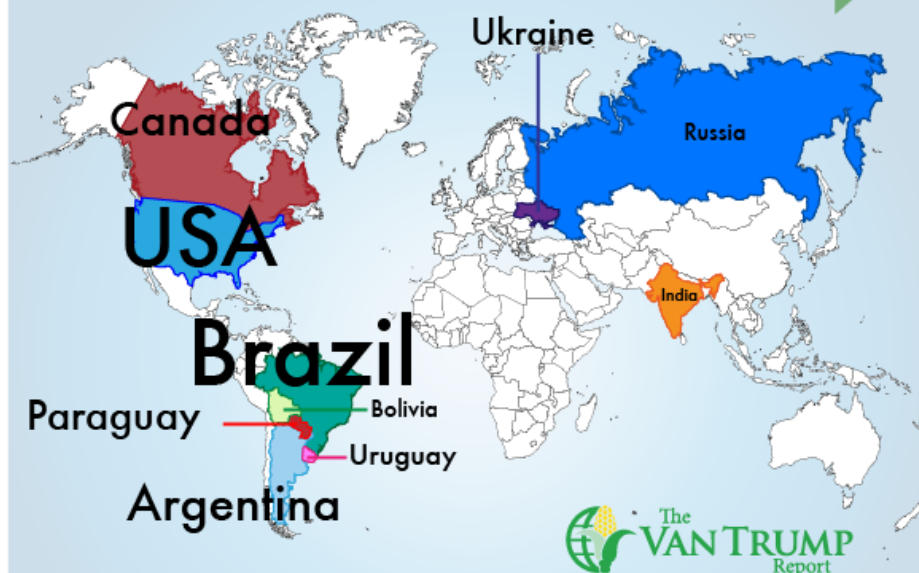 Ukraine
Canada
Russia
USA
India
Brazil
Paraguay
Bolivia
Uruguay
Argentina
The
VAN TRUMP
Report